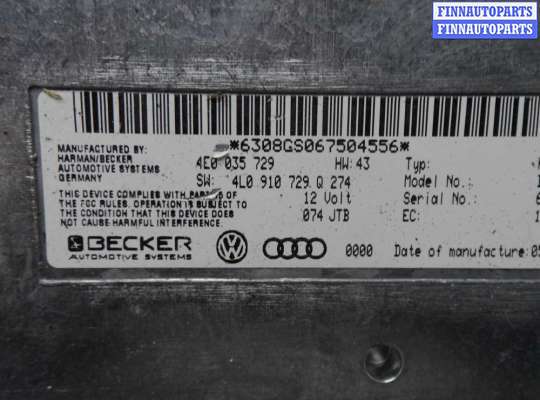 FINNAUTOPARTS
FINNAUTOPARTS
*6308GS067504556*
MANUFACTURED BY:
HARMAN/BECKER
AUTOMOTIVE SYSTEMS
GERMANY
4E0 035 729 HW: 43 Typ:
SW: 4L0 910 729 Q 274 Model No.:
12 Volt Serial No.: 6
074 JTB EC: 1
THIS DEVICE COMPLIES WITH PART 15 OF
THE FCC RULES. OPERATION IS SUBJECT TO
THE CONDITION THAT THIS DEVICE DOES
NOT CAUSE HARMFUL INTERFERENCE.
BECKER
AUTOMOTIVE SYSTEMS
0000 Date of manufacture:05